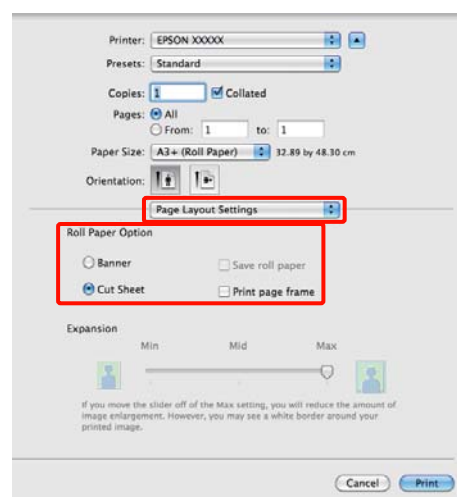 Printer: EPSON XXXXX
Presets: Standard
Copies: 1 Collated
Pages: All
From: 1 to: 1
Paper Size: A3+ (Roll Paper) 32.89 by 48.30 cm
Orientation:
Page Layout Settings
Roll Paper Option
Banner Save roll paper
Cut Sheet Print page frame
Expansion
Min Mid Max
If you move the slider off of the Max setting, you will reduce the amount of
image enlargement. However, you may see a white border around your
printed image.
Cancel Print